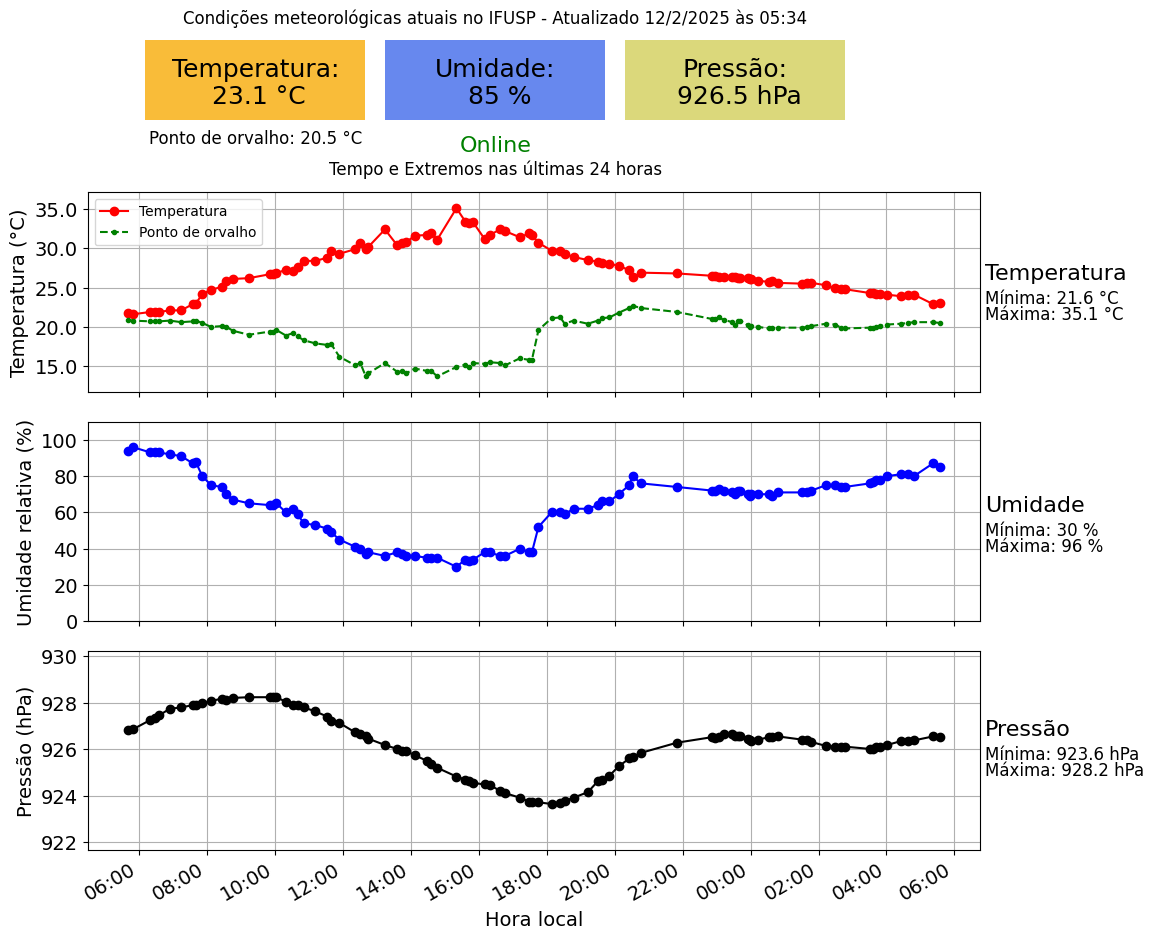 Condições meteorológicas atuais no IFUSP - Atualizado 12/2/2025 às 05:34
Temperatura:
23.1 °C
Umidade:
85 %
Pressão:
926.5 hPa
Ponto de orvalho: 20.5 °C
Online
Tempo e Extremos nas últimas 24 horas
Temperatura (°C)
35.0
30.0
25.0
20.0
15.0
Temperatura
Ponto de orvalho
Temperatura
Mínima: 21.6 °C
Máxima: 35.1 °C
Umidade relativa (%)
100
80
60
40
20
0
Umidade
Mínima: 30 %
Máxima: 96 %
Pressão (hPa)
930
928
926
924
922
Pressão
Mínima: 923.6 hPa
Máxima: 928.2 hPa
06:00 08:00 10:00 12:00 14:00 16:00 18:00 20:00 22:00 00:00 02:00 04:00 06:00
Hora local